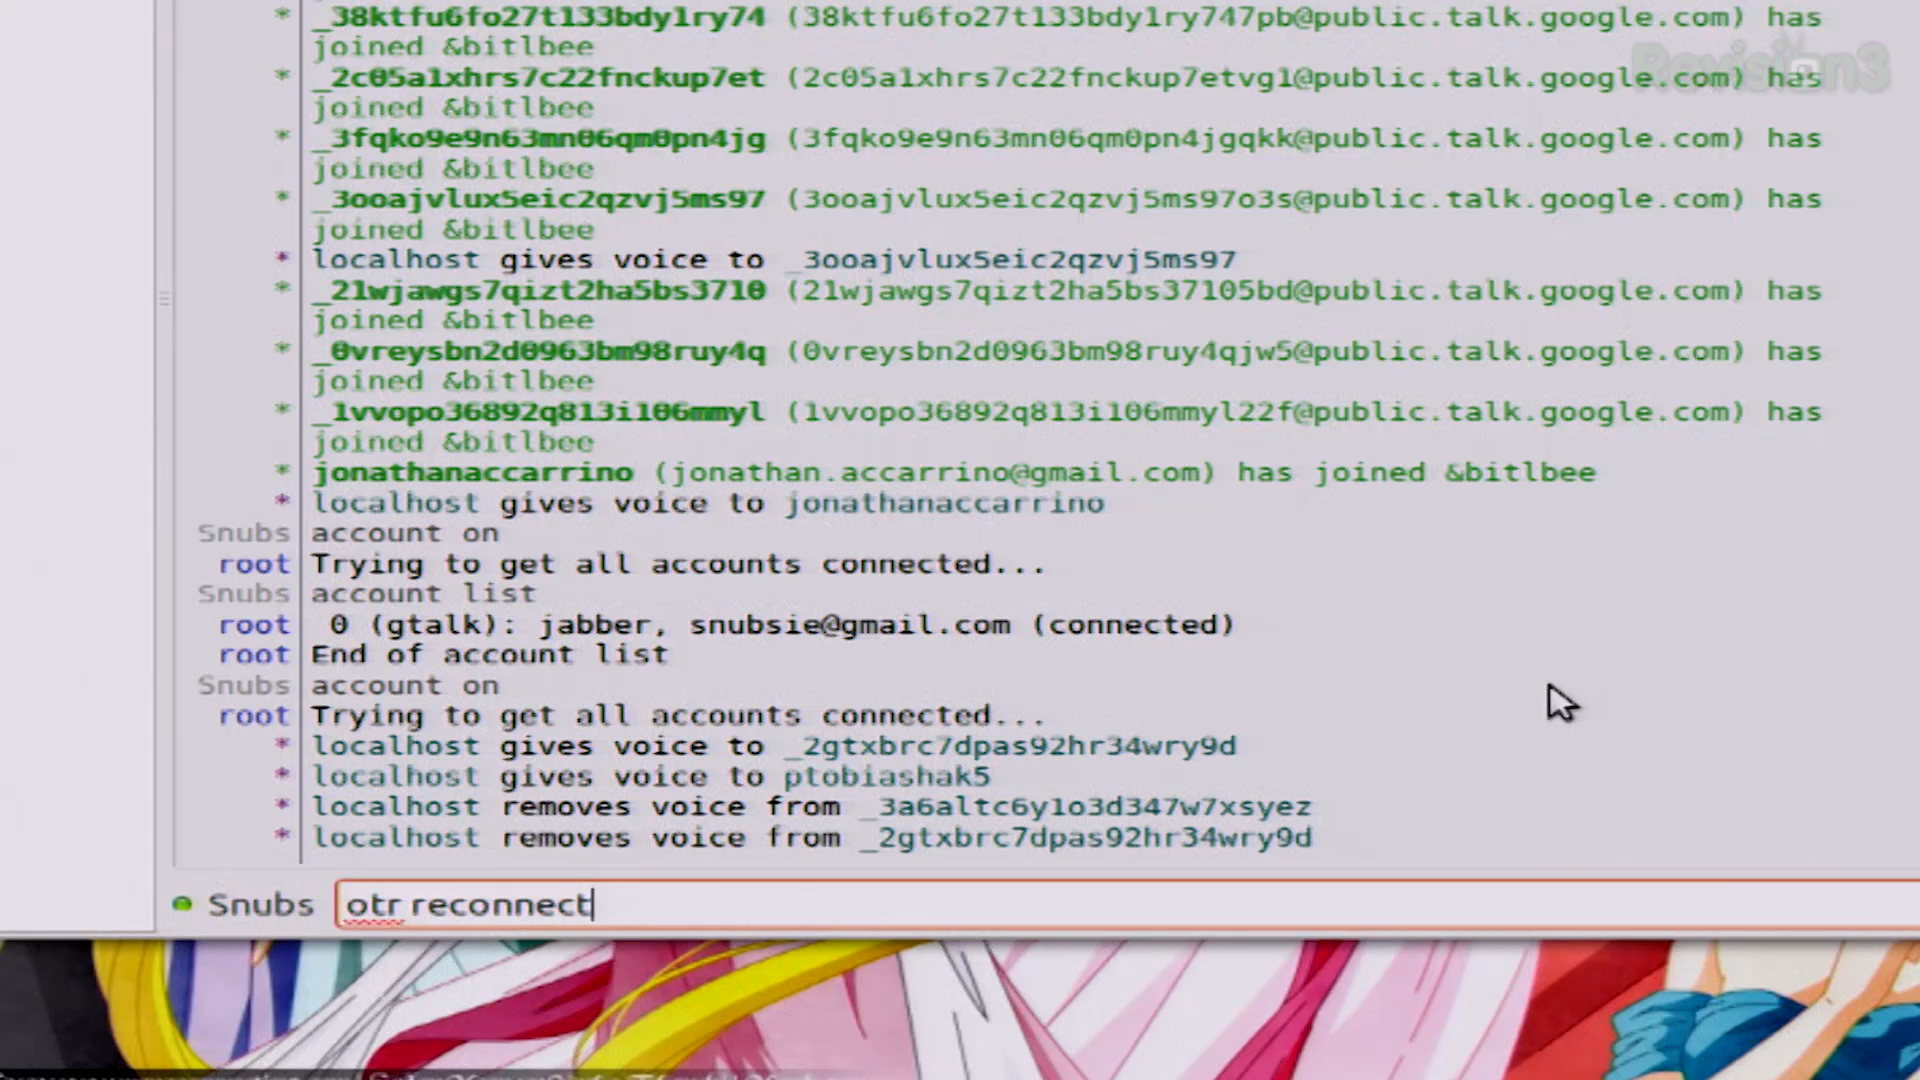 * _38ktfu6fo27t133bdy1ry74 (38ktfu6fo27t133bdy1ry747pb@public.talk.google.com) has
joined &bitlbee
* _2c05a1xhrs7c22fnckup7et (2c05a1xhrs7c22fnckup7etvg1@public.talk.google.com) has
joined &bitlbee
* _3fqko9e9n63mn06qm0pn4jg (3fqko9e9n63mn06qm0pn4jgqkk@public.talk.google.com) has
joined &bitlbee
* _3ooajvlux5eic2qzvj5ms97 (3ooajvlux5eic2qzvj5ms97o3s@public.talk.google.com) has
joined &bitlbee
* localhost gives voice to _3ooajvlux5eic2qzvj5ms97
* _21wjawgs7qizt2ha5bs3710 (21wjawgs7qizt2ha5bs37105bd@public.talk.google.com) has
joined &bitlbee
* _0vreysbn2d0963bm98ruy4q (0vreysbn2d0963bm98ruy4qjw5@public.talk.google.com) has
joined &bitlbee
* _1vvopo36892q813i106mmyl (1vvopo36892q813i106mmyl22f@public.talk.google.com) has
joined &bitlbee
* jonathanaccarrino (jonathan.accarrino@gmail.com) has joined &bitlbee
* localhost gives voice to jonathanaccarrino
Snubs account on
root Trying to get all accounts connected...
Snubs account list
root 0 (gtalk): jabber, snubsie@gmail.com (connected)
root End of account list
Snubs account on
root Trying to get all accounts connected...
* localhost gives voice to _2gtxbrc7dpas92hr34wry9d
* localhost gives voice to ptobiashak5
* localhost removes voice from _3a6altc6y1o3d347w7xsyez
* localhost removes voice from _2gtxbrc7dpas92hr34wry9d
Snubs otr reconnect
Revision3